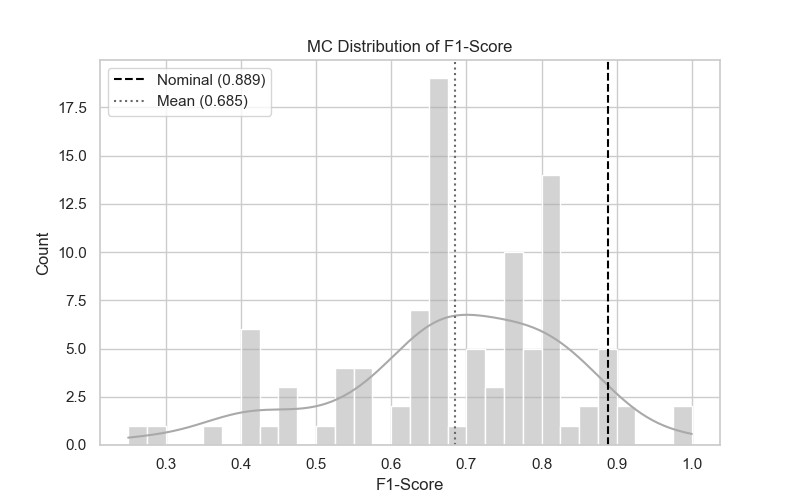 MC Distribution of F1-Score
Nominal (0.889)
Mean (0.685)
17.5
15.0
12.5
10.0
7.5
5.0
2.5
0.0
Count
0.3 0.4 0.5 0.6 0.7 0.8 0.9 1.0
F1-Score